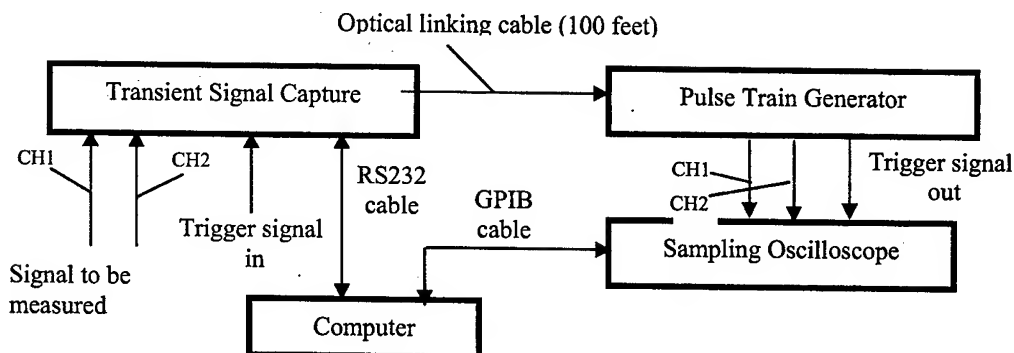 Optical linking cable (100 feet)
Transient Signal Capture
Pulse Train Generator
CH1
CH2
Trigger signal
in
RS232
cable
GPIB
cable
CH1
CH2
Trigger signal
out
Signal to be
measured
Sampling Oscilloscope
Computer